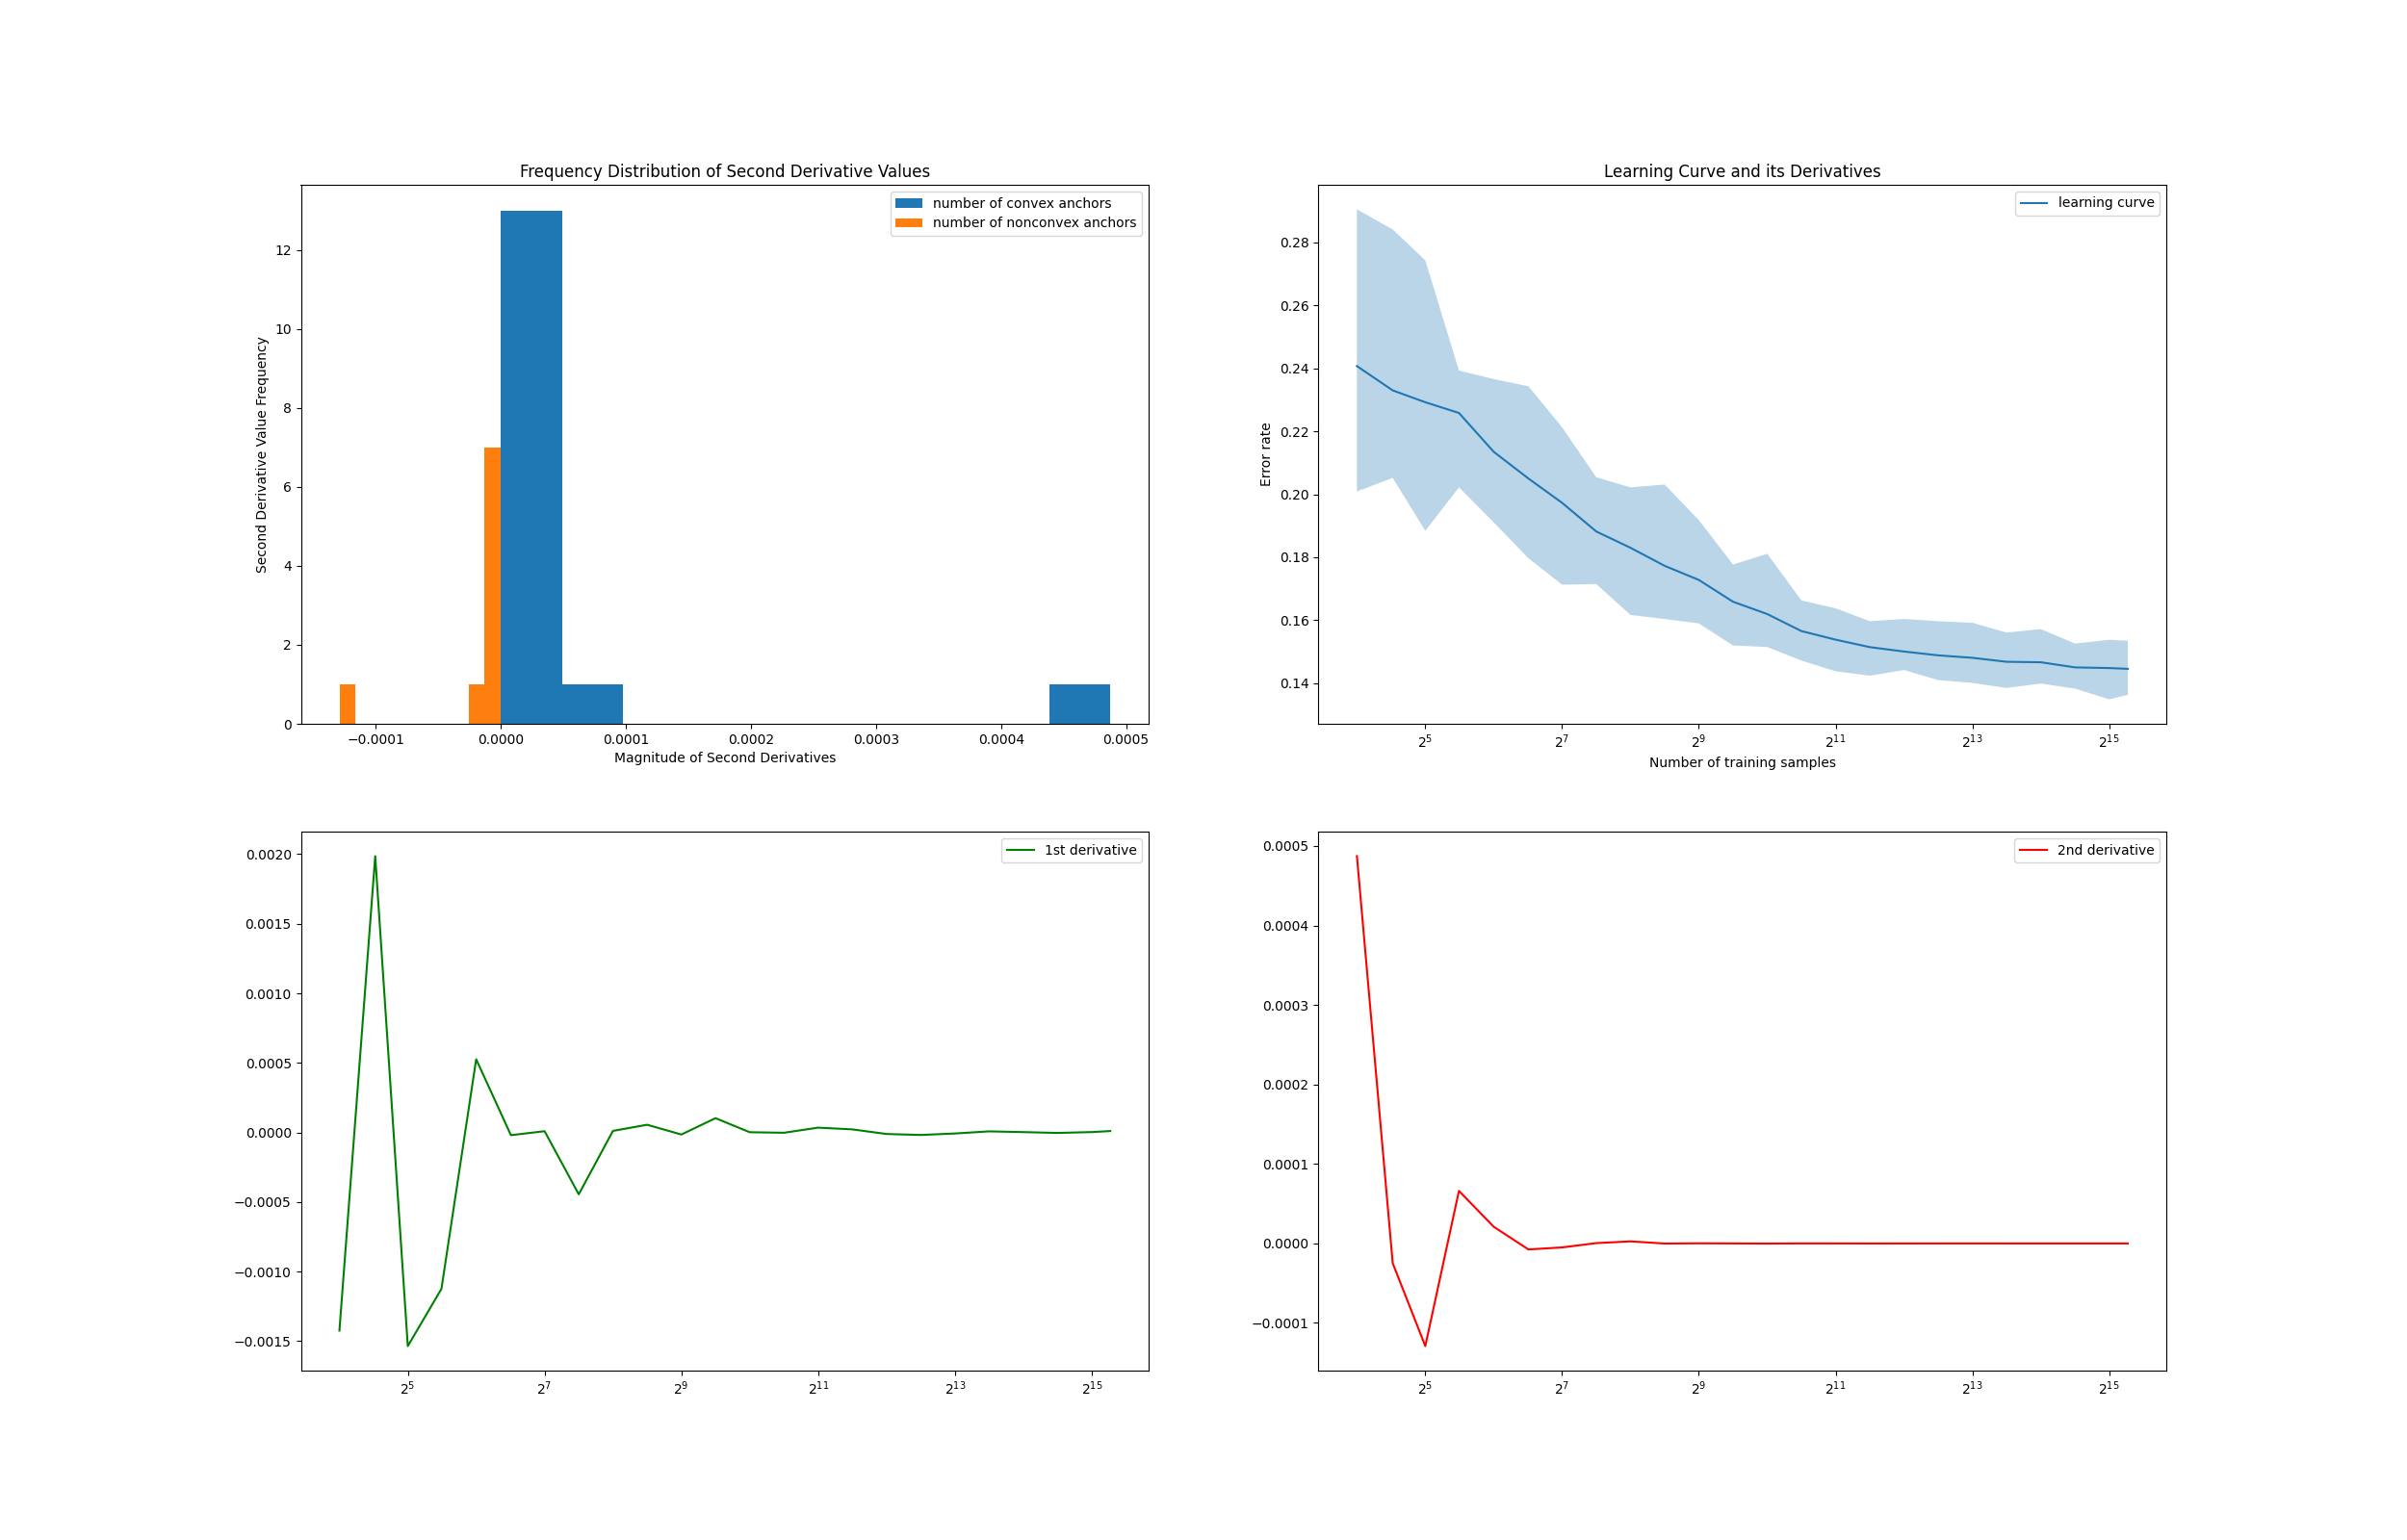 Frequency Distribution of Second Derivative Values
number of convex anchors
number of nonconvex anchors
12
10
8
6
4
2
0
Second Derivative Value Frequency
−0.0001 0.0000 0.0001 0.0002 0.0003 0.0004 0.0005
Magnitude of Second Derivatives
Learning Curve and its Derivatives
learning curve
0.28
0.26
0.24
0.22
0.20
0.18
0.16
0.14
Error rate
2^5 2^7 2^9 2^11 2^13 2^15
Number of training samples
1st derivative
0.0020
0.0015
0.0010
0.0005
0.0000
−0.0005
−0.0010
−0.0015
2^5 2^7 2^9 2^11 2^13 2^15
2nd derivative
0.0005
0.0004
0.0003
0.0002
0.0001
0.0000
−0.0001
2^5 2^7 2^9 2^11 2^13 2^15